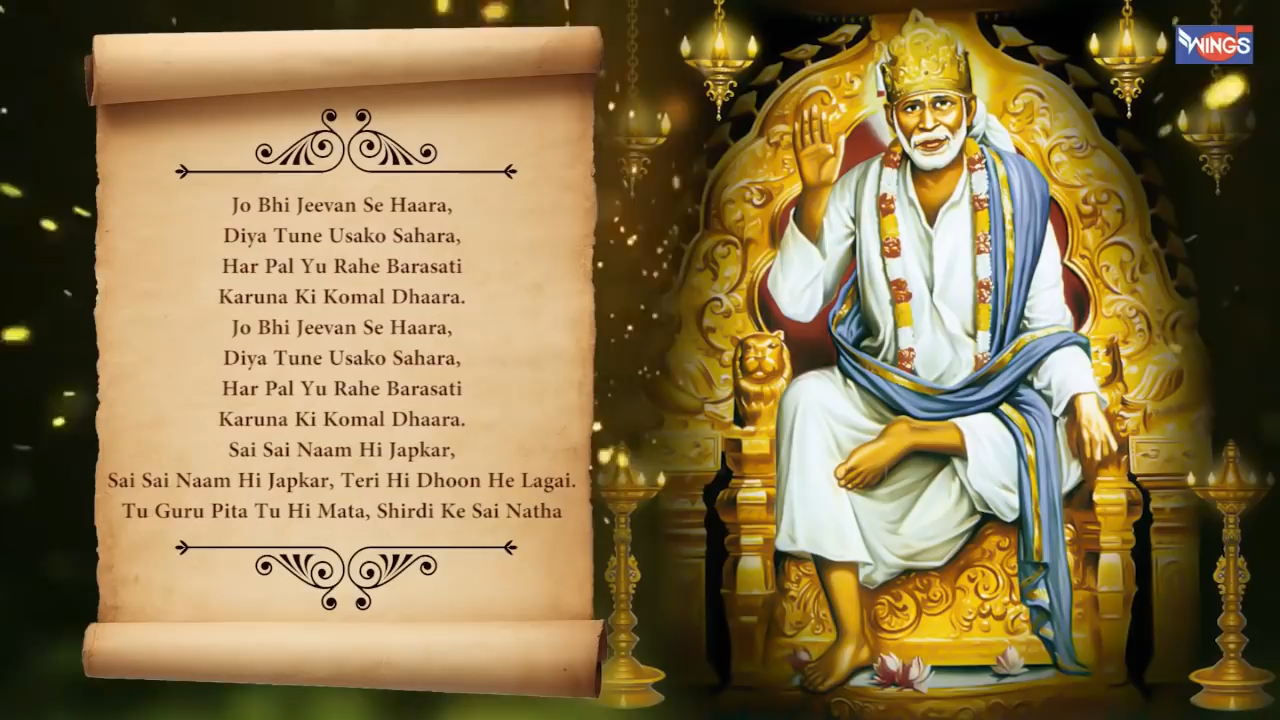 Jo Bhi Jeevan Se Haara,
Diya Tune Usako Sahara,
Har Pal Yu Rahe Barasati
Karuna Ki Komal Dhaara.
Jo Bhi Jeevan Se Haara,
Diya Tune Usako Sahara,
Har Pal Yu Rahe Barasati
Karuna Ki Komal Dhaara.
Sai Sai Naam Hi Japkar,
Sai Sai Naam Hi Japkar, Teri Hi Dhoon He Lagai.
Tu Guru Pita Tu Hi Mata, Shirdi Ke Sai Natha
WINGS